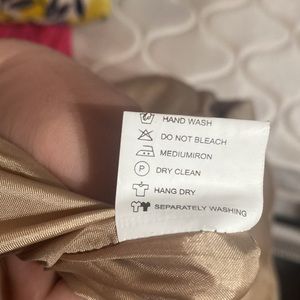 HAND WASH
DO NOT BLEACH
MEDIUMIRON
P DRY CLEAN
HANG DRY
SEPARATELY WASHING